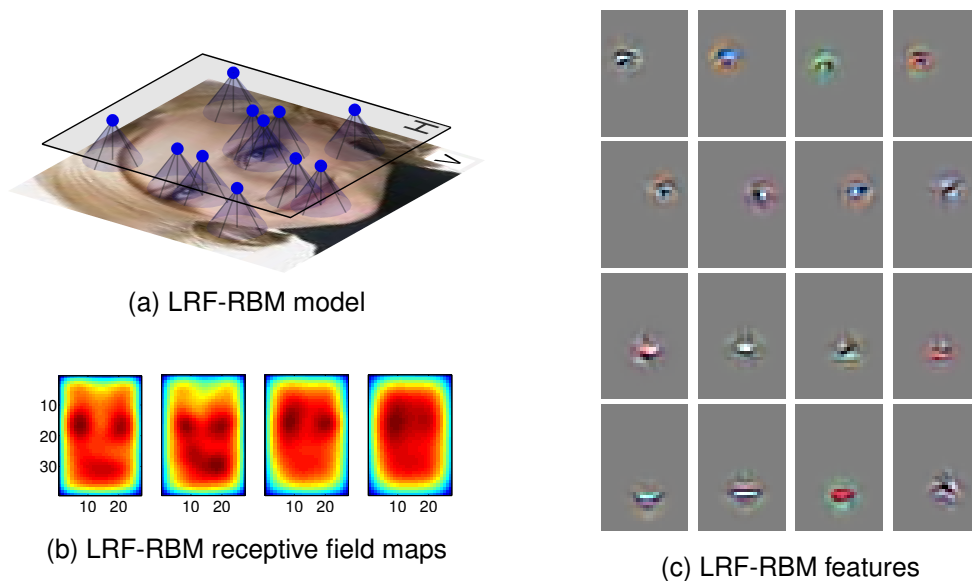 H
V
(a) LRF-RBM model
10
20
30
10 20 10 20 10 20 10 20
(b) LRF-RBM receptive field maps
(c) LRF-RBM features